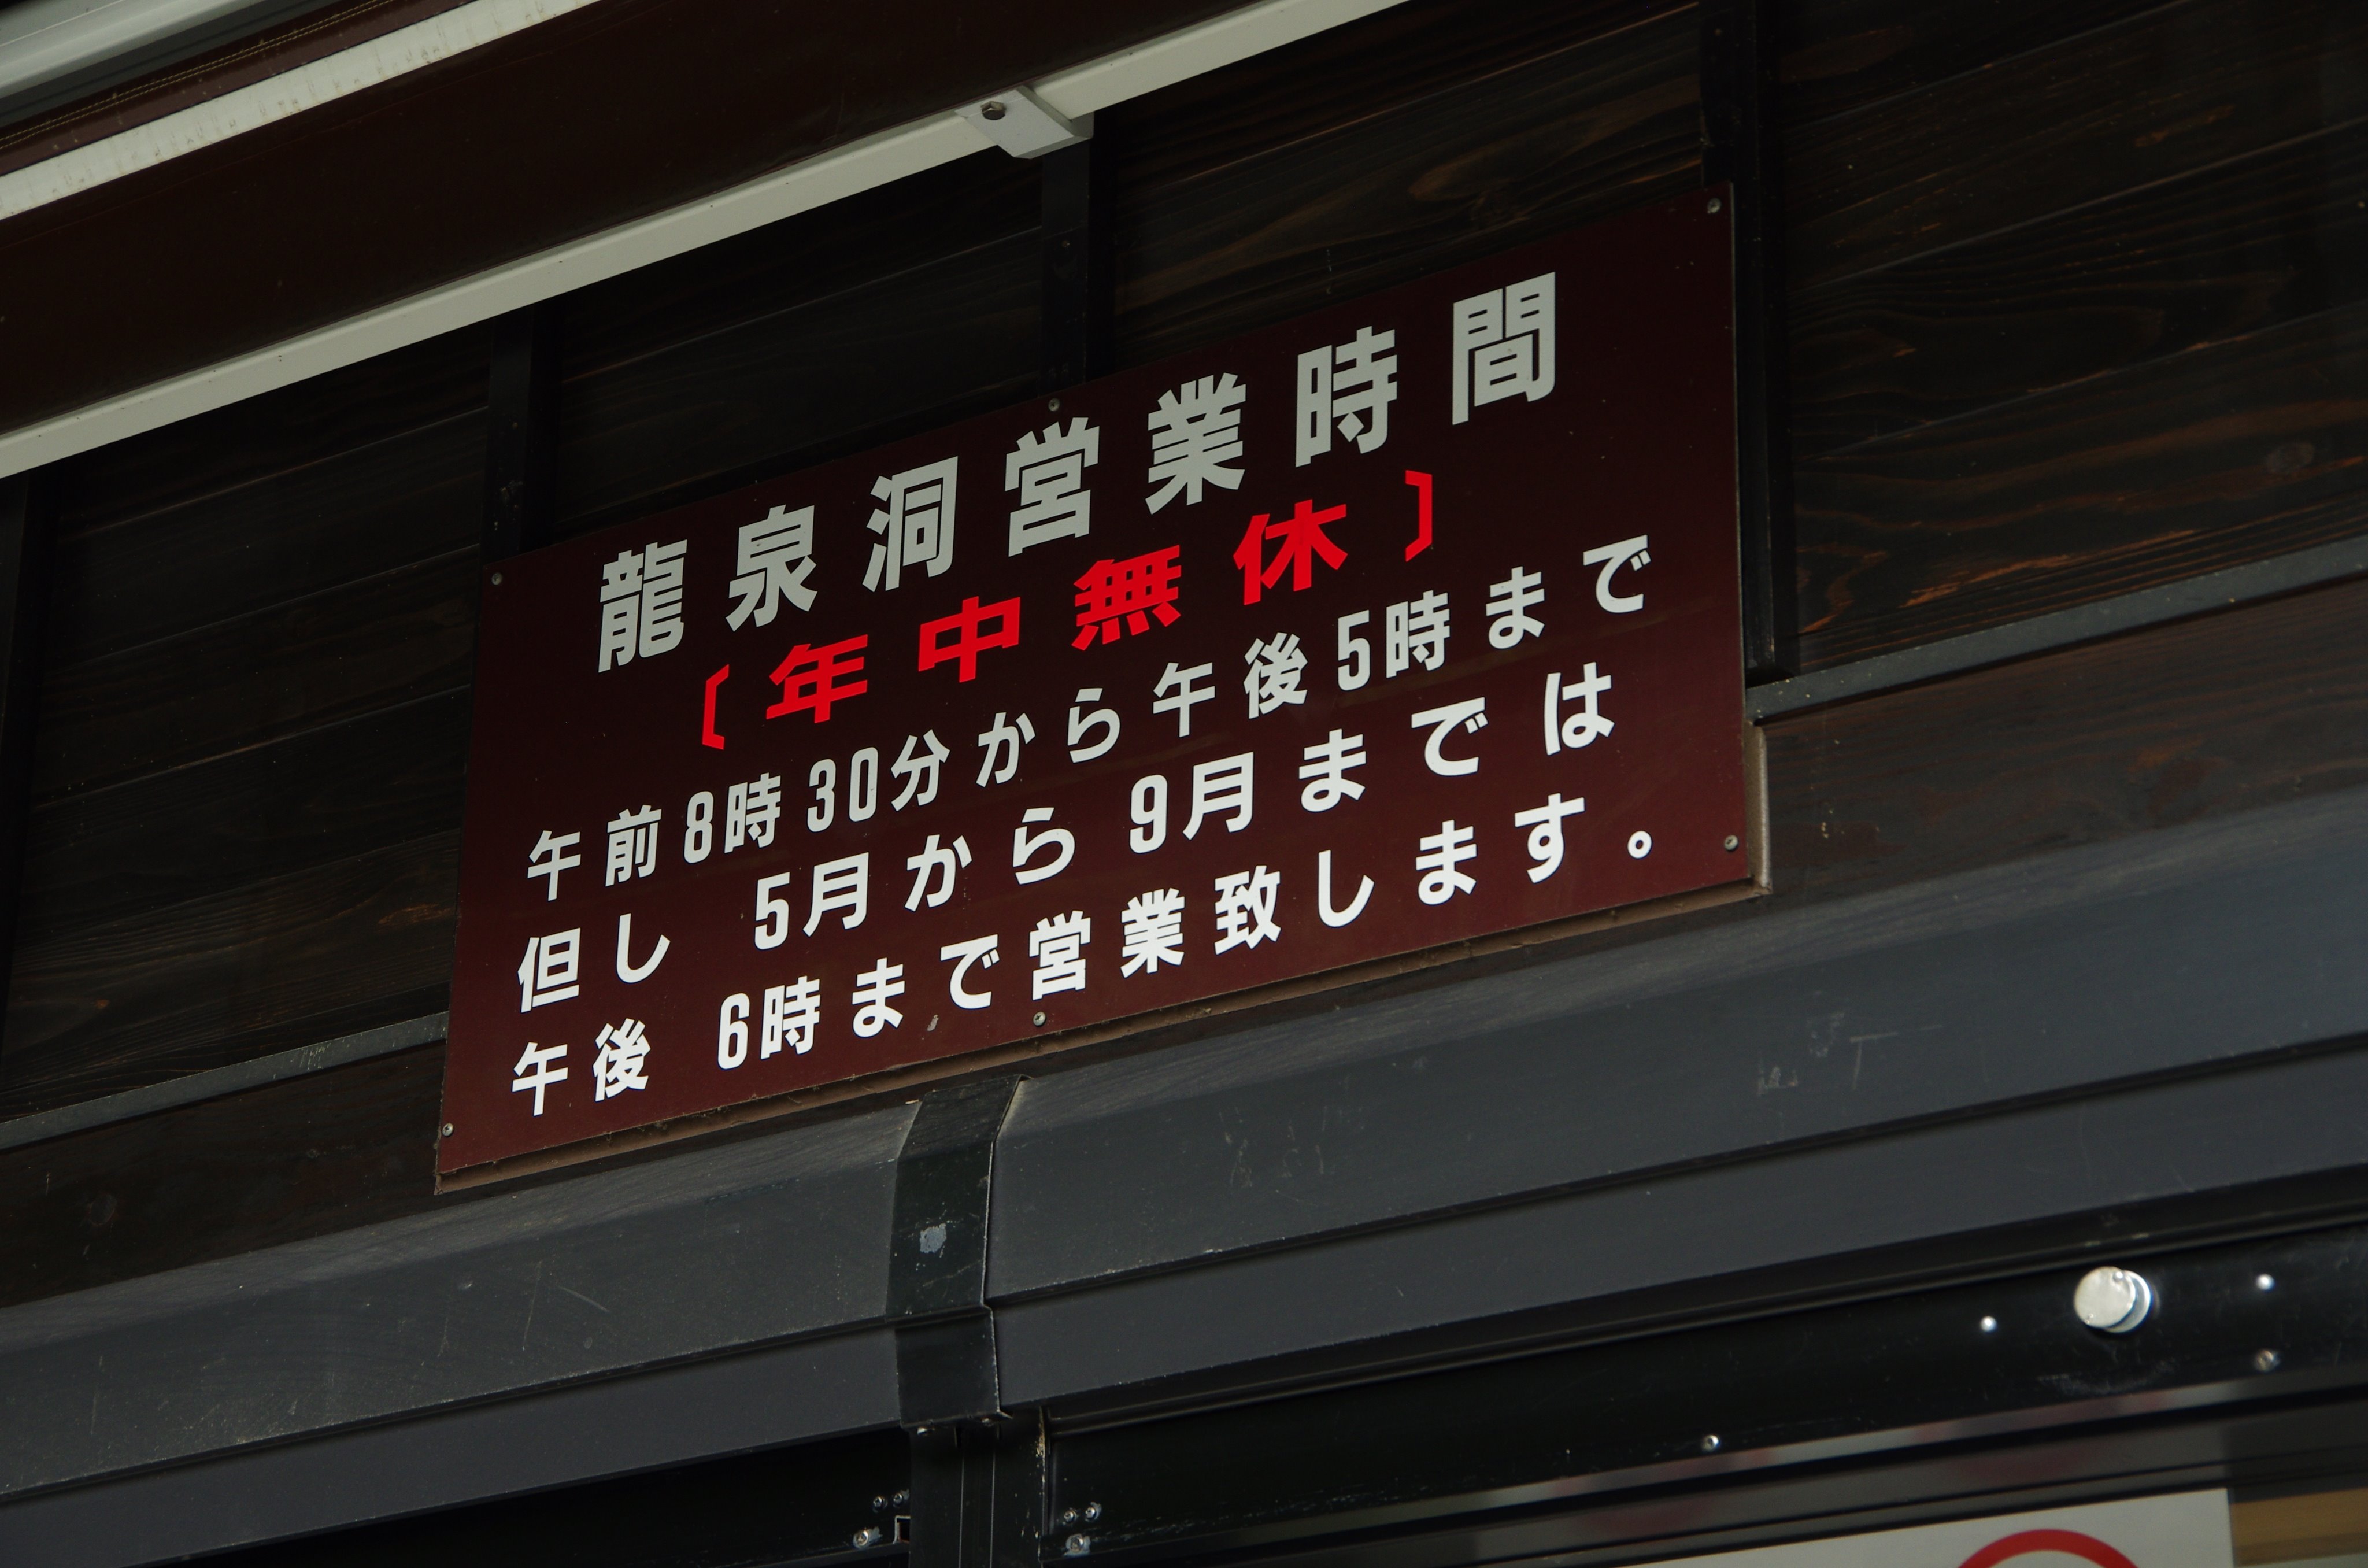 龍泉洞営業時間
〔年中無休〕
午前8時30分から午後5時まで
但し 5月から9月までは
午後 6時まで営業致します。